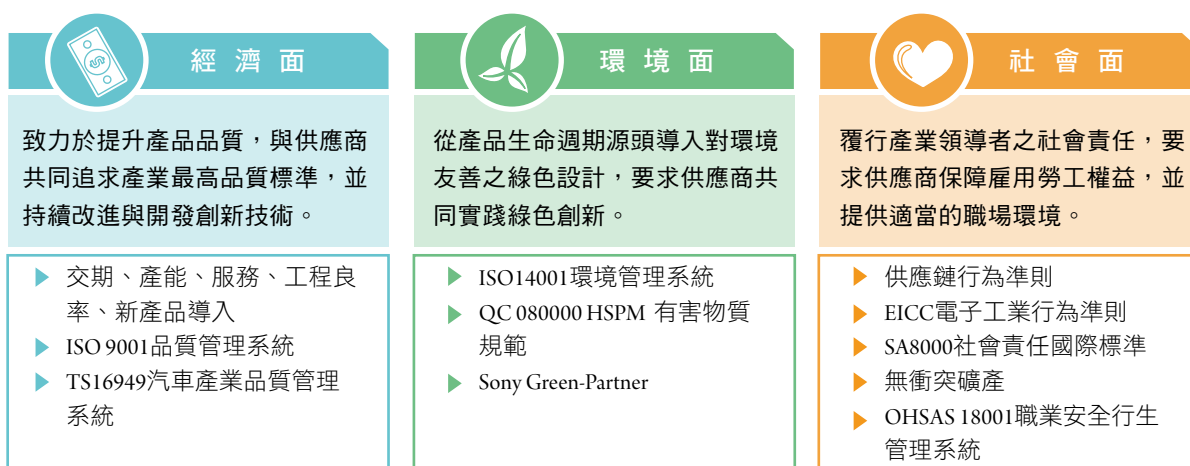 經濟面
致力於提升產品品質，與供應商
共同追求產業最高品質標準，並
持續改進與開發創新技術。
交期、產能、服務、工程良
率、新產品導入
ISO 9001品質管理系統
TS16949汽車產業品質管理
系統
環境面
從產品生命週期源頭導入對環境
友善之綠色設計，要求供應商共
同實踐綠色創新。
ISO14001環境管理系統
QC 080000 HSPM 有害物質
規範
Sony Green-Partner
社會面
覆行產業領導者之社會責任，要
求供應商保障雇用勞工權益，並
提供適當的職場環境。
供應鏈行為準則
EICC電子工業行為準則
SA8000社會責任國際標準
無衝突礦產
OHSAS 18001職業安全行生
管理系統